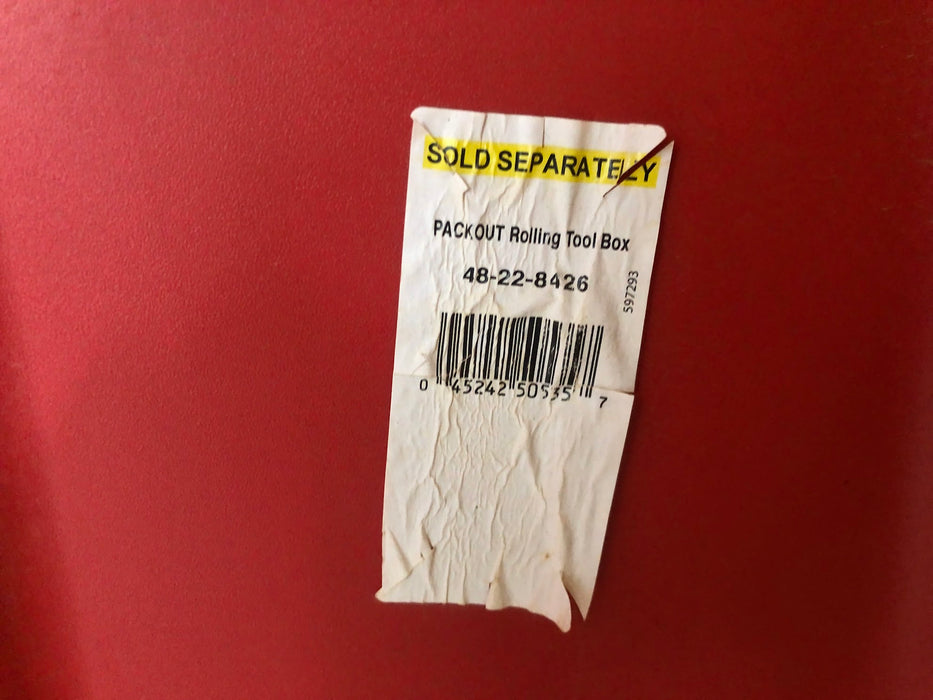 SOLD SEPARATELY
PACKOUT Rolling Tool Box
48-22-8426
597293
0 45242 50535 7